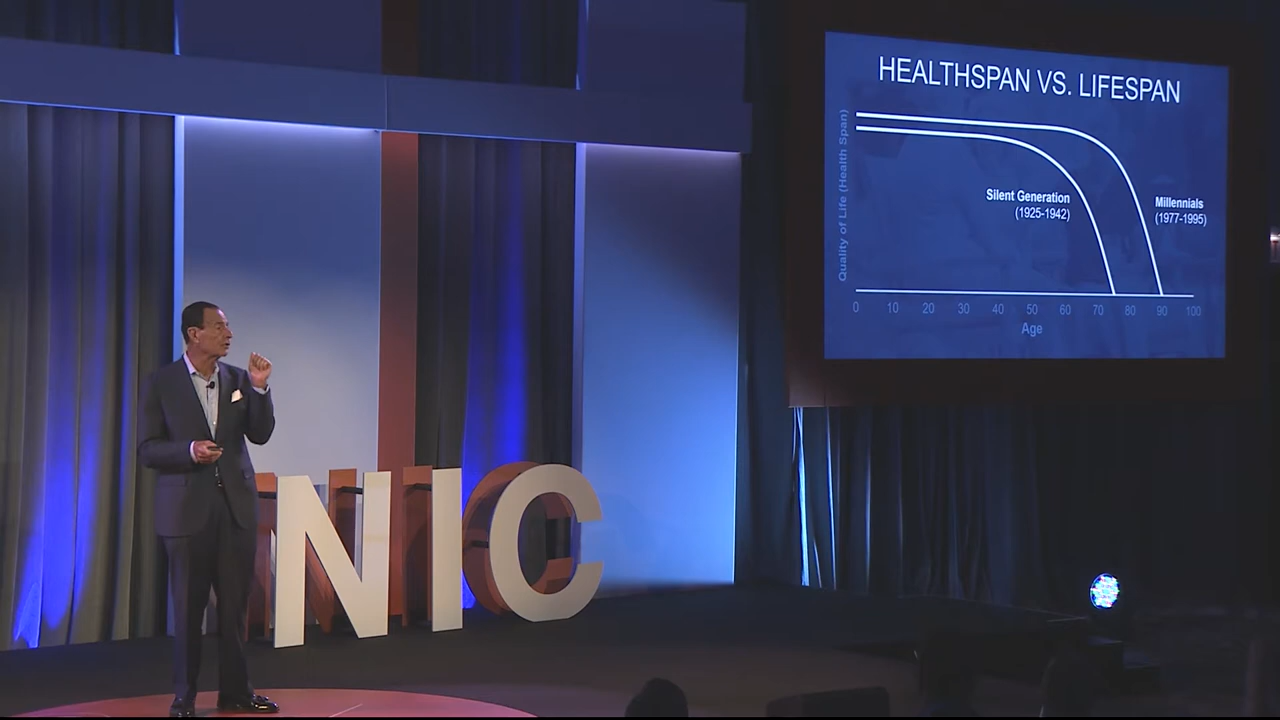 HEALTHSPAN VS. LIFESPAN
Quality of Life (Health Span)
Silent Generation
(1925-1942)
Millennials
(1977-1995)
0 10 20 30 40 50 60 70 80 90 100
Age
NIC